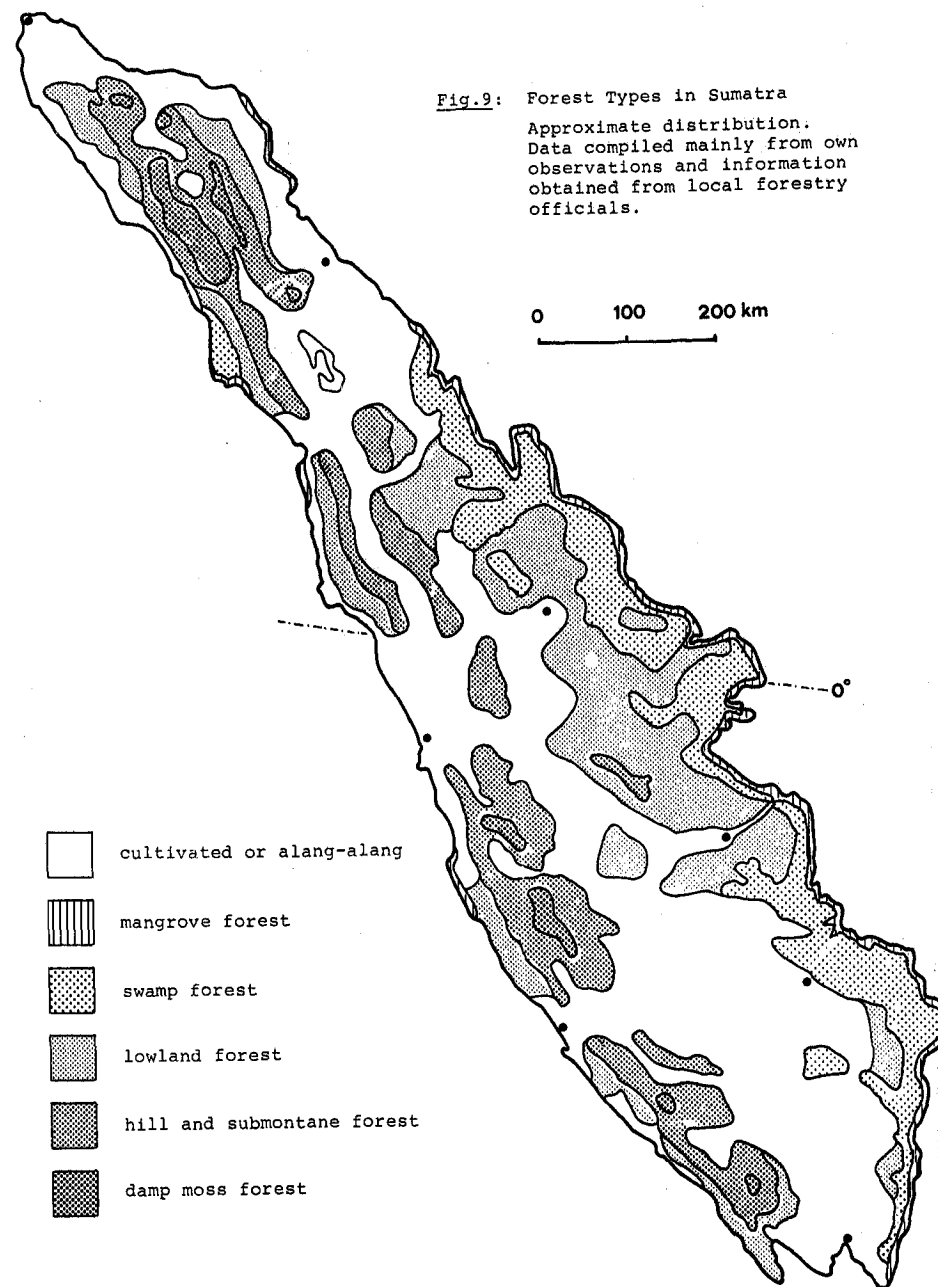 Fig.9: Forest Types in Sumatra
Approximate distribution.
Data compiled mainly from own
observations and information
obtained from local forestry
officials.
0 100 200 km
0°
cultivated or alang-alang
mangrove forest
swamp forest
lowland forest
hill and submontane forest
damp moss forest